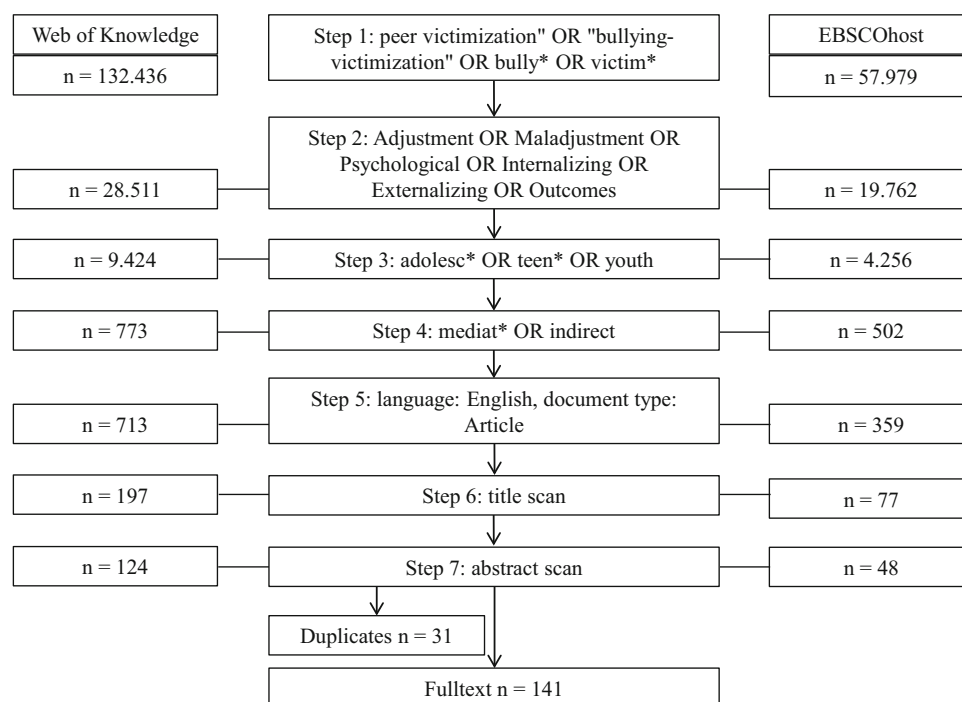 Web of Knowledge
n = 132.436
Step 1: peer victimization" OR "bullying-
victimization" OR bully* OR victim*
EBSCOhost
n = 57.979
Step 2: Adjustment OR Maladjustment OR
Psychological OR Internalizing OR
Externalizing OR Outcomes
n = 28.511
n = 19.762
n = 9.424
Step 3: adolesc* OR teen* OR youth
n = 4.256
n = 773
Step 4: mediat* OR indirect
n = 502
Step 5: language: English, document type:
Article
n = 713
n = 359
n = 197
Step 6: title scan
n = 77
n = 124
Step 7: abstract scan
n = 48
Duplicates n = 31
Fulltext n = 141